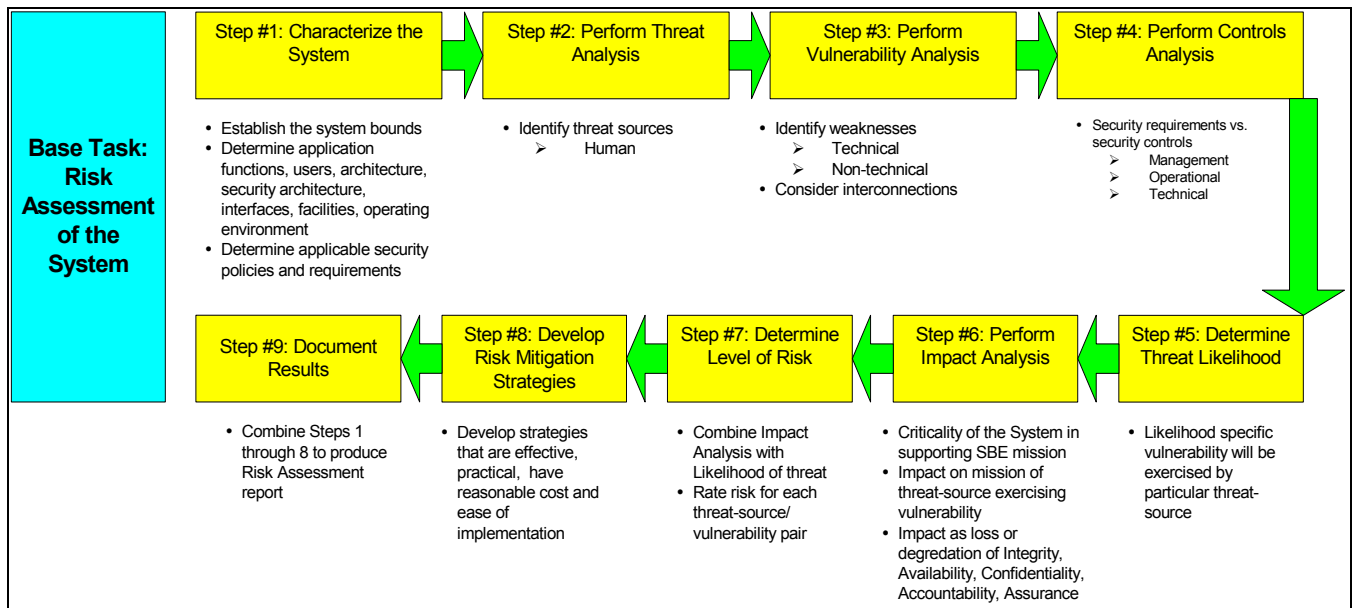 Base Task:
Risk
Assessment
of the
System
Step #1: Characterize the
System
• Establish the system bounds
• Determine application
functions, users, architecture,
security architecture,
interfaces, facilities, operating
environment
• Determine applicable security
policies and requirements
Step #2: Perform Threat
Analysis
• Identify threat sources
➢ Human
Step #3: Perform
Vulnerability Analysis
• Identify weaknesses
➢ Technical
➢ Non-technical
• Consider interconnections
Step #4: Perform Controls
Analysis
• Security requirements vs.
security controls
➢ Management
➢ Operational
➢ Technical
Step #5: Determine
Threat Likelihood
• Likelihood specific
vulnerability will be
exercised by
particular threat-
source
Step #6: Perform
Impact Analysis
• Criticality of the System in
supporting SBE mission
• Impact on mission of
threat-source exercising
vulnerability
• Impact as loss or
degredation of Integrity,
Availability, Confidentiality,
Accountability, Assurance
Step #7: Determine
Level of Risk
• Combine Impact
Analysis with
Likelihood of threat
• Rate risk for each
threat-source/
vulnerability pair
Step #8: Develop
Risk Mitigation
Strategies
• Develop strategies
that are effective,
practical, have
reasonable cost and
ease of
implementation
Step #9: Document
Results
• Combine Steps 1
through 8 to produce
Risk Assessment
report